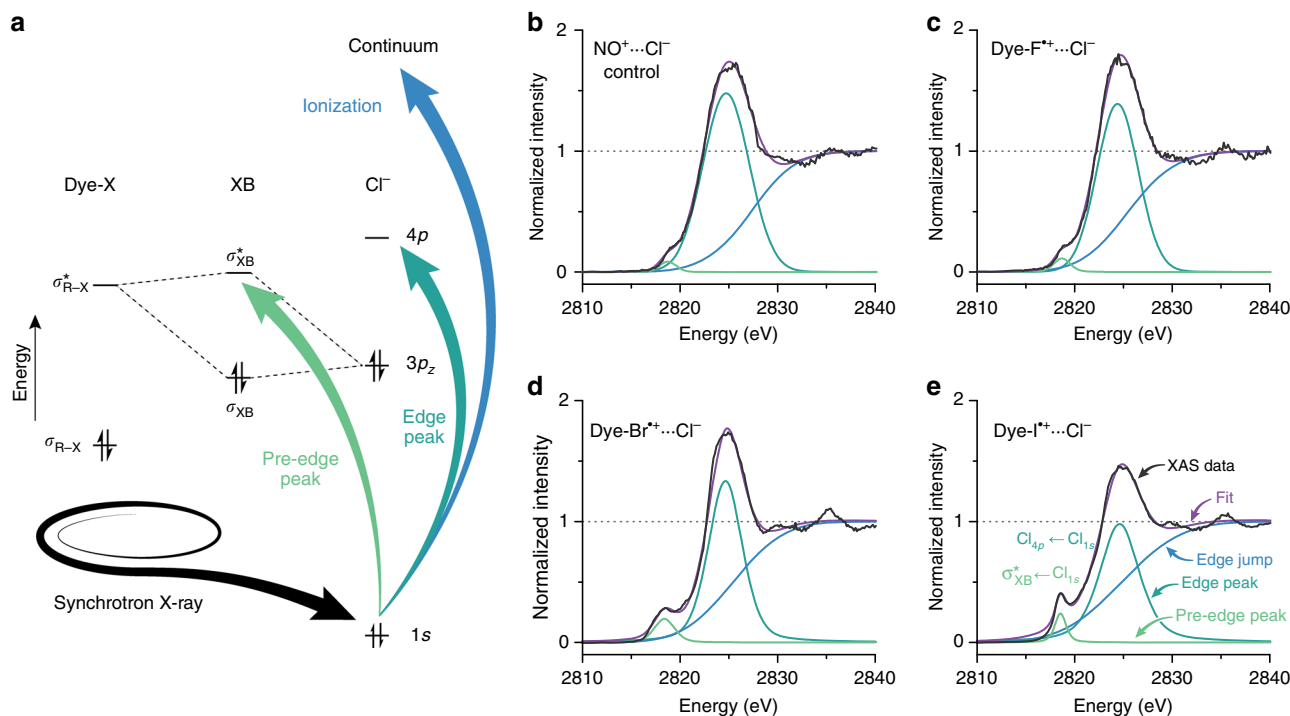 a
Continuum
Ionization
Dye-X
XB
Cl⁻
4p
σ*XB
σ*R–X
Energy
3pz
σXB
σR–X
Edge
peak
Pre-edge
peak
Synchrotron X-ray
1s
b
NO⁺···Cl⁻
control
Normalized intensity
2
1
0
2810
2820
2830
2840
Energy (eV)
c
Dye-F•⁺···Cl⁻
Normalized intensity
2
1
0
2810
2820
2830
2840
Energy (eV)
d
Dye-Br•⁺···Cl⁻
Normalized intensity
2
1
0
2810
2820
2830
2840
Energy (eV)
e
Dye-I•⁺···Cl⁻
XAS data
Fit
Cl4p ← Cl1s
Edge jump
σ*XB ← Cl1s
Edge peak
Pre-edge peak
Normalized intensity
2
1
0
2810
2820
2830
2840
Energy (eV)